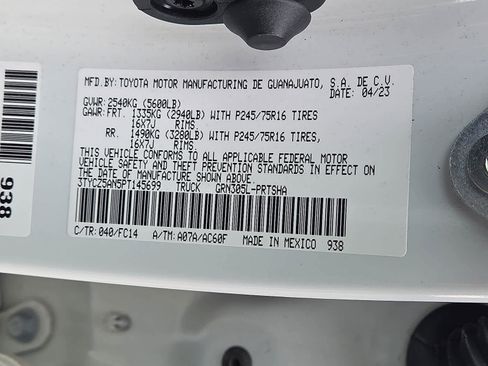 MFD.BY:TOYOTA MOTOR MANUFACTURING DE GUANAJUATO, S.A. DE C.V.
DATE: 04/23
GVWR:2540KG (5600LB)
GAWR:FRT. 1335KG (2940LB) WITH P245/75R16 TIRES
16X7J RIMS,
RR. 1490KG (3280LB) WITH P245/75R16 TIRES,
16X7J RIMS.
THIS VEHICLE CONFORMS TO ALL APPLICABLE FEDERAL MOTOR
VEHICLE SAFETY AND THEFT PREVENTION STANDARDS IN EFFECT ON
THE DATE OF MANUFACTURE SHOWN ABOVE.
3TYCZ5AN5PT145699 TRUCK GRN305L-PRTSHA
C/TR: 040/FC14 A/TM: A07A/AC60F MADE IN MEXICO 938
938